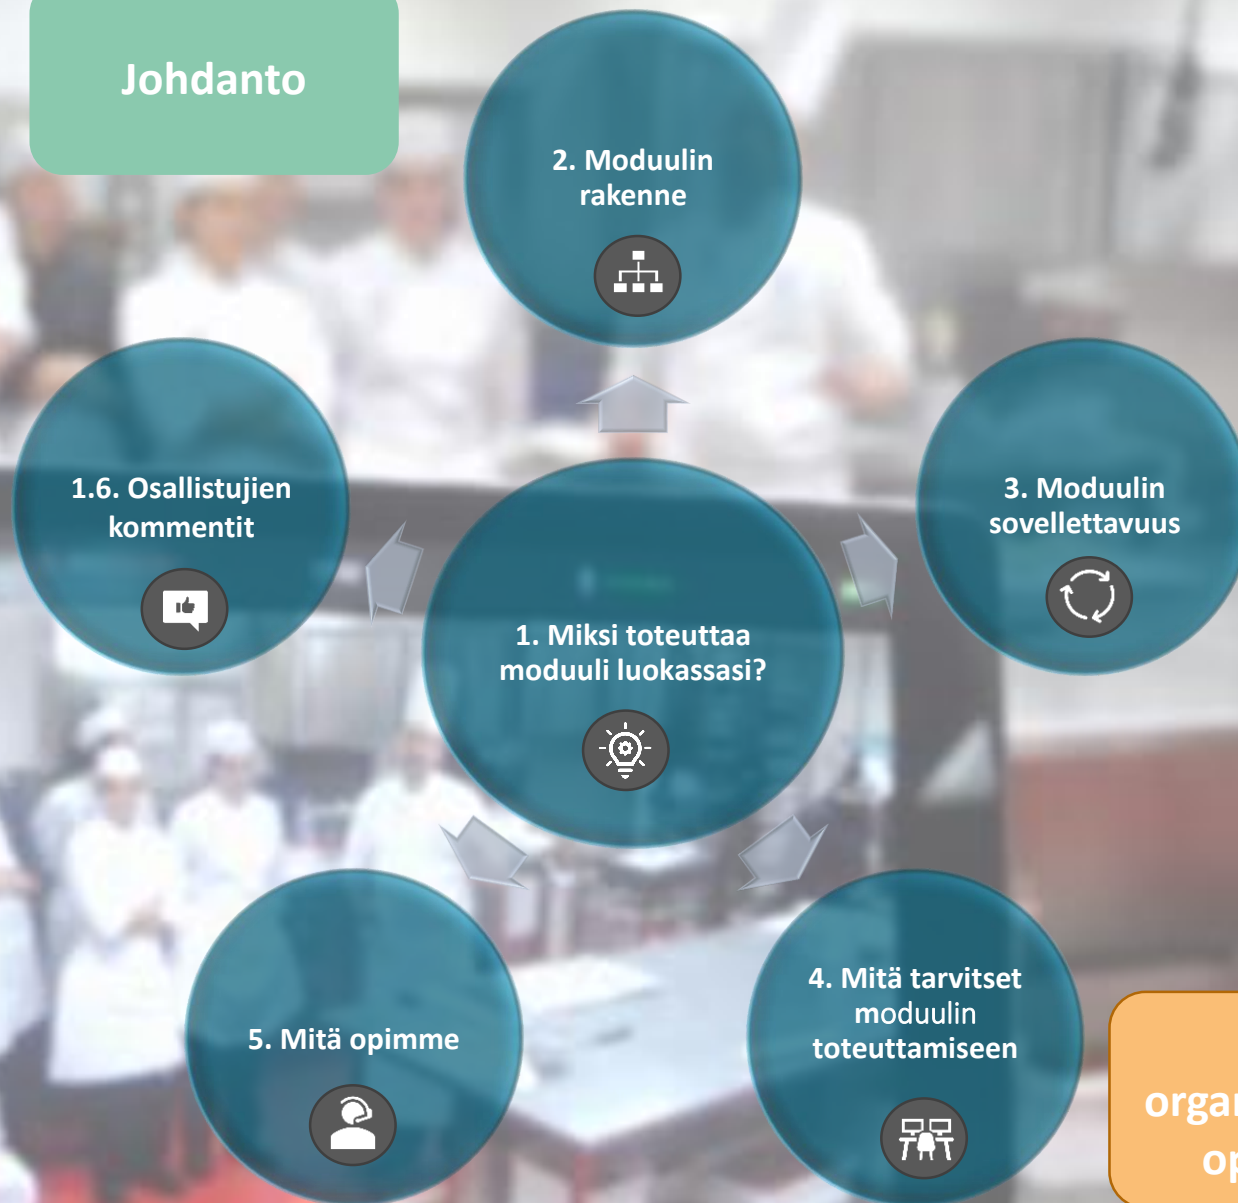 Johdanto
2. Moduulin
rakenne
1.6. Osallistujien
kommentit
3. Moduulin
sovellettavuus
1. Miksi toteuttaa
moduuli luokassasi?
5. Mitä opimme
4. Mitä tarvitset
moduulin
toteuttamiseen